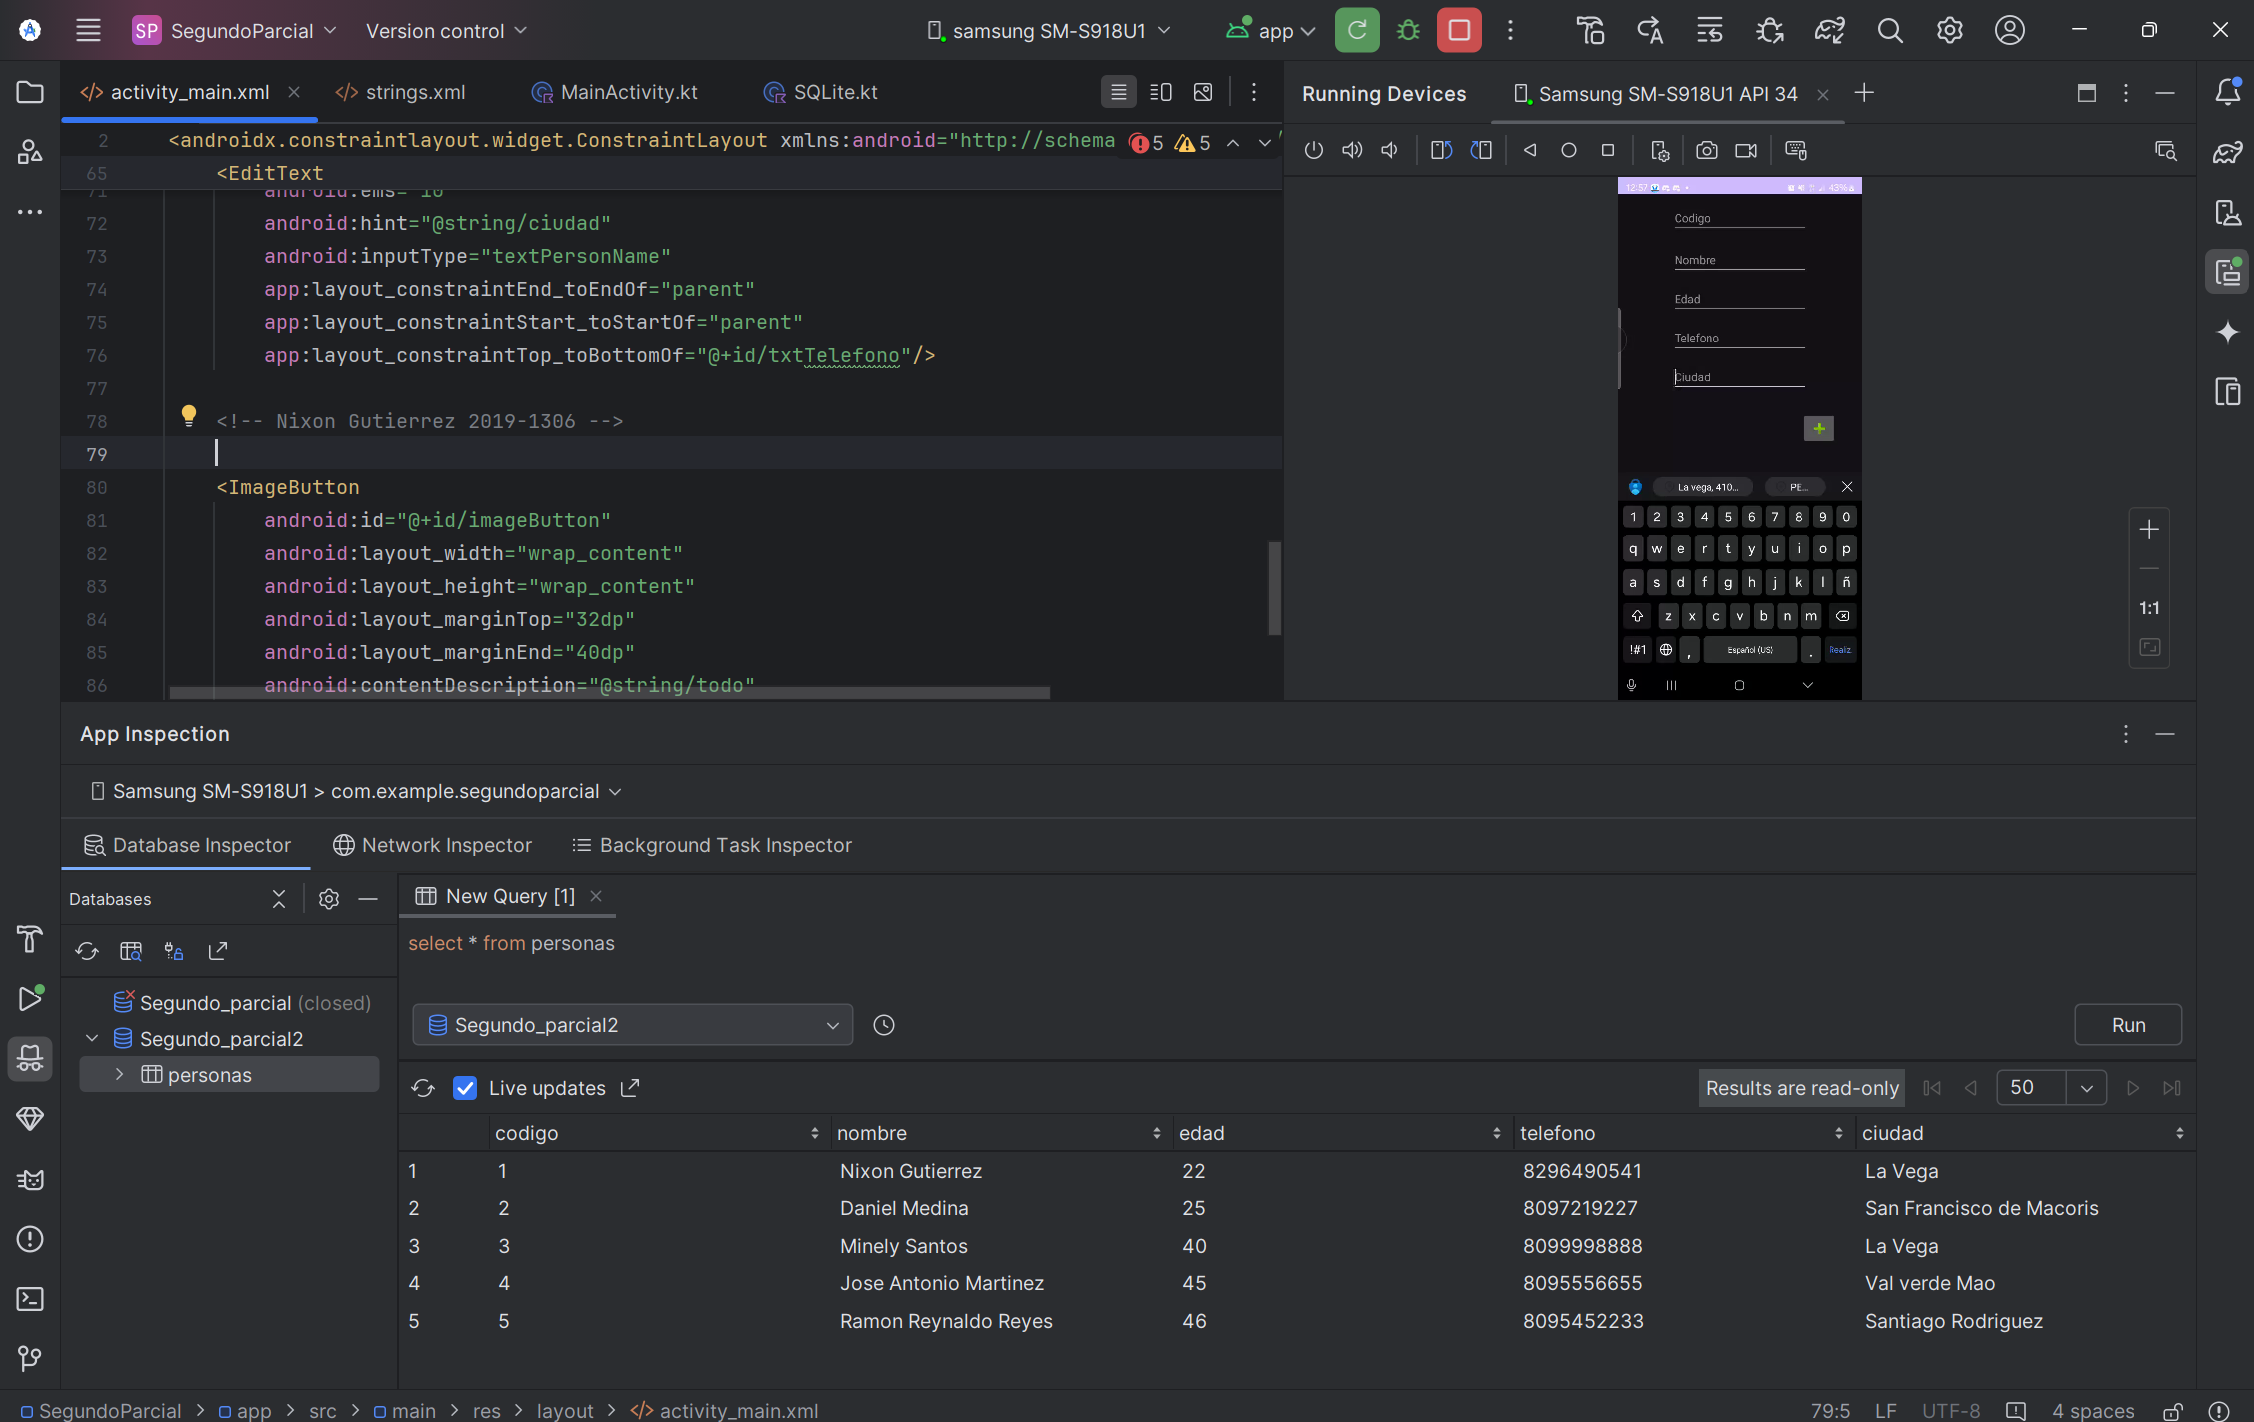 SP SegundoParcial Version control samsung SM-S918U1 app
activity_main.xml strings.xml MainActivity.kt SQLite.kt
2 <androidx.constraintlayout.widget.ConstraintLayout xmlns:android="http://schema 5 5
65 <EditText
71 android:ems="10"
72 android:hint="@string/ciudad"
73 android:inputType="textPersonName"
74 app:layout_constraintEnd_toEndOf="parent"
75 app:layout_constraintStart_toStartOf="parent"
76 app:layout_constraintTop_toBottomOf="@+id/txtTelefono"/>
77
78 <!-- Nixon Gutierrez 2019-1306 -->
79
80 <ImageButton
81 android:id="@+id/imageButton"
82 android:layout_width="wrap_content"
83 android:layout_height="wrap_content"
84 android:layout_marginTop="32dp"
85 android:layout_marginEnd="40dp"
86 android:contentDescription="@string/todo"
Running Devices Samsung SM-S918U1 API 34
12:57 43%
Codigo
Nombre
Edad
Telefono
Ciudad
+
La vega, 410... PE...
1 2 3 4 5 6 7 8 9 0
q w e r t y u i o p
a s d f g h j k l ñ
z x c v b n m
!#1 , Español (US) . Realiz.
1:1
App Inspection
Samsung SM-S918U1 > com.example.segundoparcial
Database Inspector Network Inspector Background Task Inspector
Databases
Segundo_parcial (closed)
Segundo_parcial2
personas
New Query [1]
select * from personas
Segundo_parcial2 Run
Live updates Results are read-only 50
codigo nombre edad telefono ciudad
1 1 Nixon Gutierrez 22 8296490541 La Vega
2 2 Daniel Medina 25 8097219227 San Francisco de Macoris
3 3 Minely Santos 40 8099998888 La Vega
4 4 Jose Antonio Martinez 45 8095556655 Val verde Mao
5 5 Ramon Reynaldo Reyes 46 8095452233 Santiago Rodriguez
SegundoParcial > app > src > main > res > layout > activity_main.xml 79:5 LF UTF-8 4 spaces